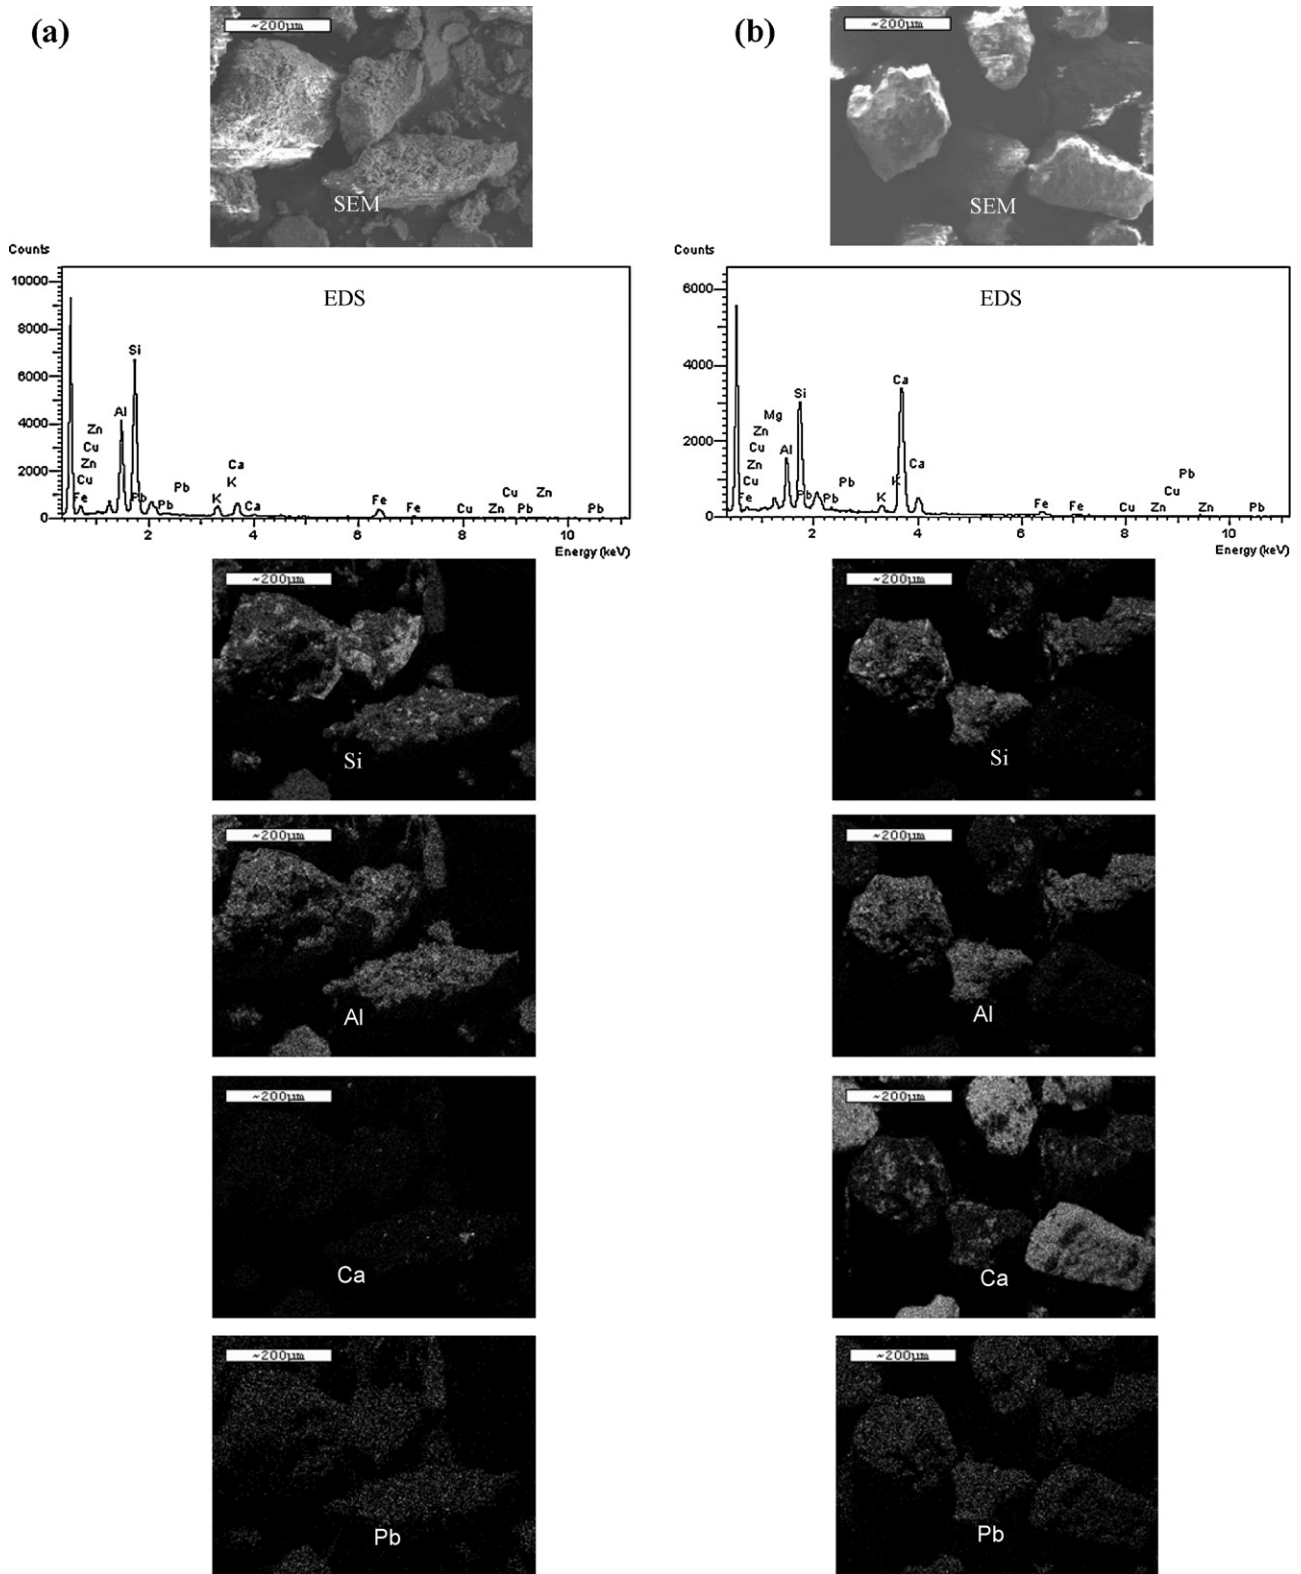 (a)
~200µm
SEM
Counts
10000
8000
6000
4000
2000
0
EDS
Si
Al
Zn
Cu
Zn
Cu
Fe
Pb
Pb
Pb
Ca
K
K
Ca
Fe
Fe
Cu
Zn
Cu
Pb
Zn
Pb
2
4
6
8
10
Energy (keV)
~200µm
Si
~200µm
Al
~200µm
Ca
~200µm
Pb
(b)
~200µm
SEM
Counts
6000
4000
2000
0
EDS
Ca
Si
Mg
Zn
Cu
Al
Zn
Cu
Fe
Pb
Pb
Pb
K
K
Ca
Fe
Fe
Cu
Zn
Cu
Pb
Zn
Pb
2
4
6
8
10
Energy (keV)
~200µm
Si
~200µm
Al
~200µm
Ca
~200µm
Pb